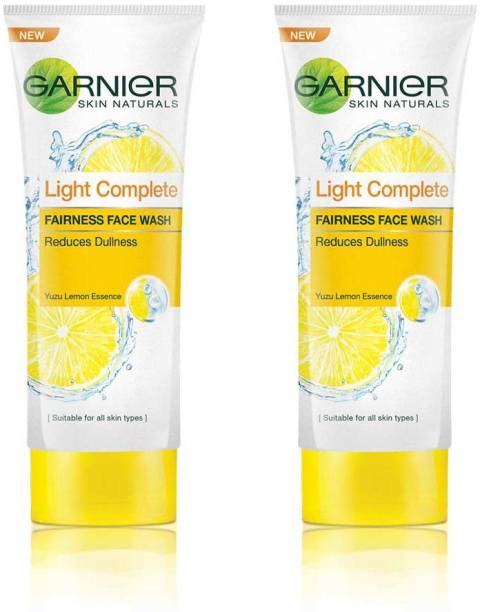 NEW
GARNIER
SKIN NATURALS
Light Complete
FAIRNESS FACE WASH
Reduces Dullness
Yuzu Lemon Essence
[ Suitable for all skin types ]
NEW
GARNIER
SKIN NATURALS
Light Complete
FAIRNESS FACE WASH
Reduces Dullness
Yuzu Lemon Essence
[ Suitable for all skin types ]